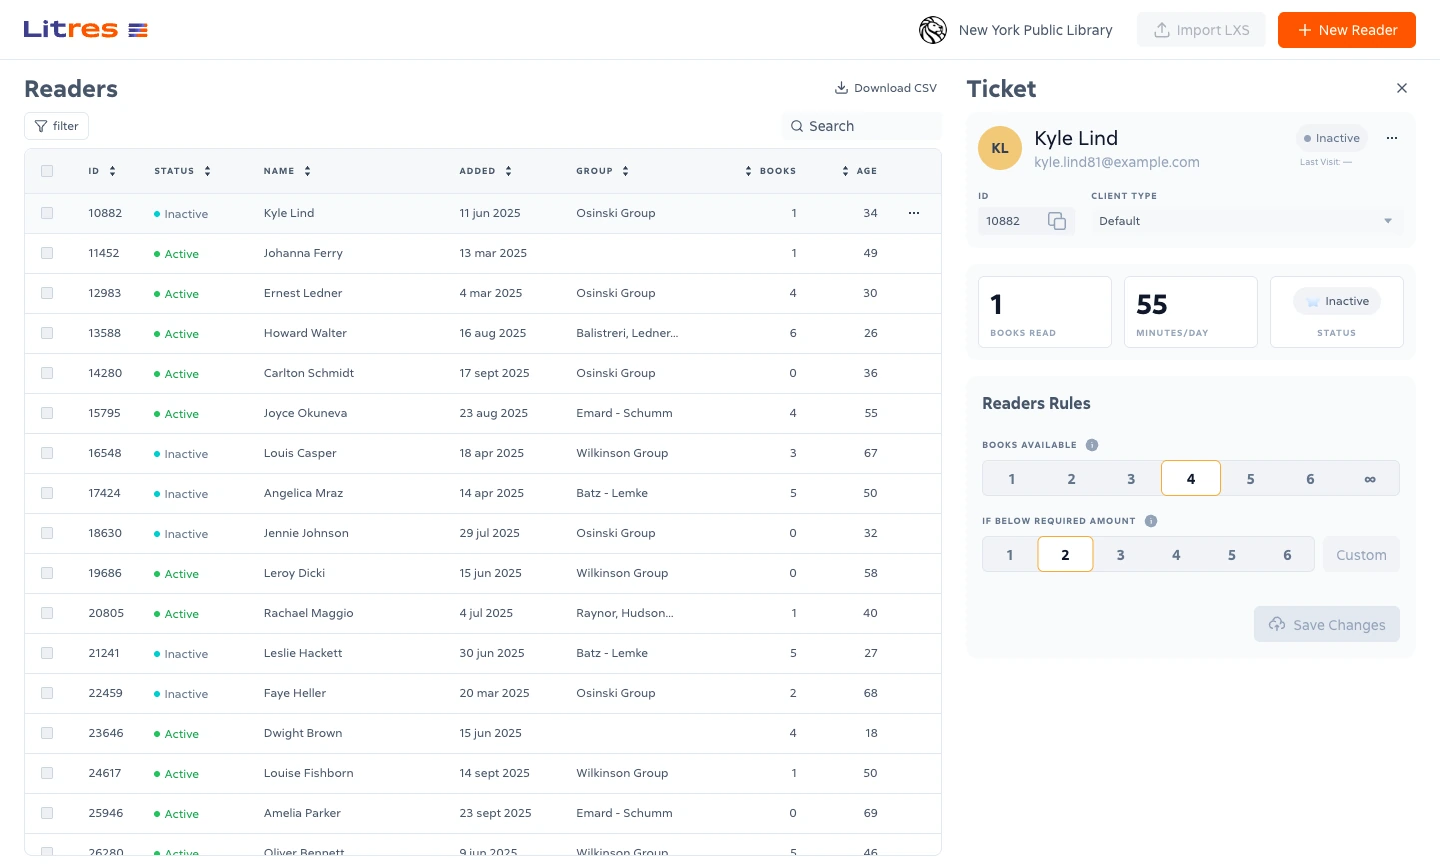 Litres
New York Public Library
Import LXS
New Reader
Readers
Download CSV
filter
Search
ID STATUS NAME ADDED GROUP BOOKS AGE
10882 Inactive Kyle Lind 11 jun 2025 Osinski Group 1 34
11452 Active Johanna Ferry 13 mar 2025 1 49
12983 Active Ernest Ledner 4 mar 2025 Osinski Group 4 30
13588 Active Howard Walter 16 aug 2025 Balistreri, Ledner... 6 26
14280 Active Carlton Schmidt 17 sept 2025 Osinski Group 0 36
15795 Active Joyce Okuneva 23 aug 2025 Emard - Schumm 4 55
16548 Inactive Louis Casper 18 apr 2025 Wilkinson Group 3 67
17424 Inactive Angelica Mraz 14 apr 2025 Batz - Lemke 5 50
18630 Inactive Jennie Johnson 29 jul 2025 Osinski Group 0 32
19686 Active Leroy Dicki 15 jun 2025 Wilkinson Group 0 58
20805 Active Rachael Maggio 4 jul 2025 Raynor, Hudson... 1 40
21241 Inactive Leslie Hackett 30 jun 2025 Batz - Lemke 5 27
22459 Inactive Faye Heller 20 mar 2025 Osinski Group 2 68
23646 Active Dwight Brown 15 jun 2025 4 18
24617 Active Louise Fishborn 14 sept 2025 Wilkinson Group 1 50
25946 Active Amelia Parker 23 sept 2025 Emard - Schumm 0 69
26280 Active Oliver Bennett 9 jun 2025 Wilkinson Group 5 46
Ticket
KL
Kyle Lind
kyle.lind81@example.com
Inactive
Last Visit: —
ID
10882
CLIENT TYPE
Default
1
BOOKS READ
55
MINUTES/DAY
Inactive
STATUS
Readers Rules
BOOKS AVAILABLE
1 2 3 4 5 6 ∞
IF BELOW REQUIRED AMOUNT
1 2 3 4 5 6 Custom
Save Changes